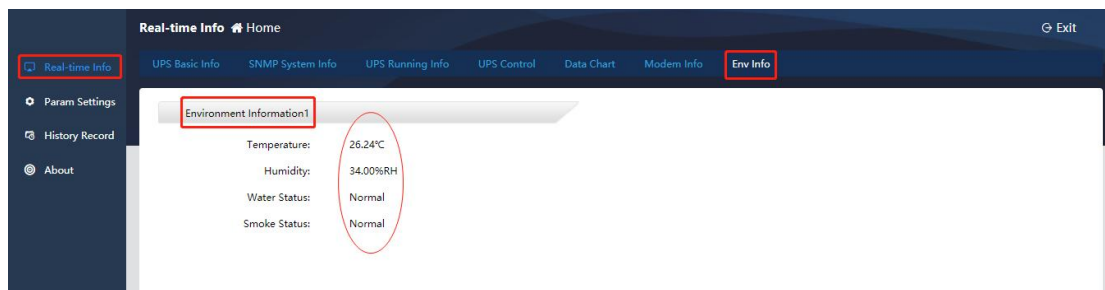 Real-time Info Home Exit
Real-time Info
Param Settings
History Record
About
UPS Basic Info SNMP System Info UPS Running Info UPS Control Data Chart Modem Info Env Info
Environment Information1
Temperature: 26.24℃
Humidity: 34.00%RH
Water Status: Normal
Smoke Status: Normal